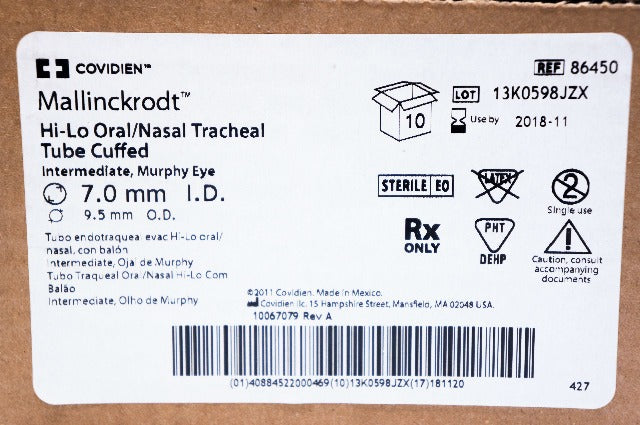 COVIDIEN™
REF 86450
Mallinckrodt™
LOT 13K0598JZX
10
Use by 2018-11
Hi-Lo Oral/Nasal Tracheal
Tube Cuffed
Intermediate, Murphy Eye
7.0 mm I.D.
9.5 mm O.D.
STERILE EO
LATEX
2
Single use
Rx
ONLY
PHT
DEHP
Caution, consult
accompanying
documents
Tubo endotraqueal evac Hi-Lo oral/
nasal, con balón
Intermediate, Ojal de Murphy
Tubo Traqueal Oral/Nasal Hi-Lo Com
Balão
Intermediate, Olho de Murphy
©2011 Covidien. Made in Mexico.
Covidien llc, 15 Hampshire Street, Mansfield, MA 02048 USA.
10067079 Rev A
(01)40884522000469(10)13K0598JZX(17)181120
427